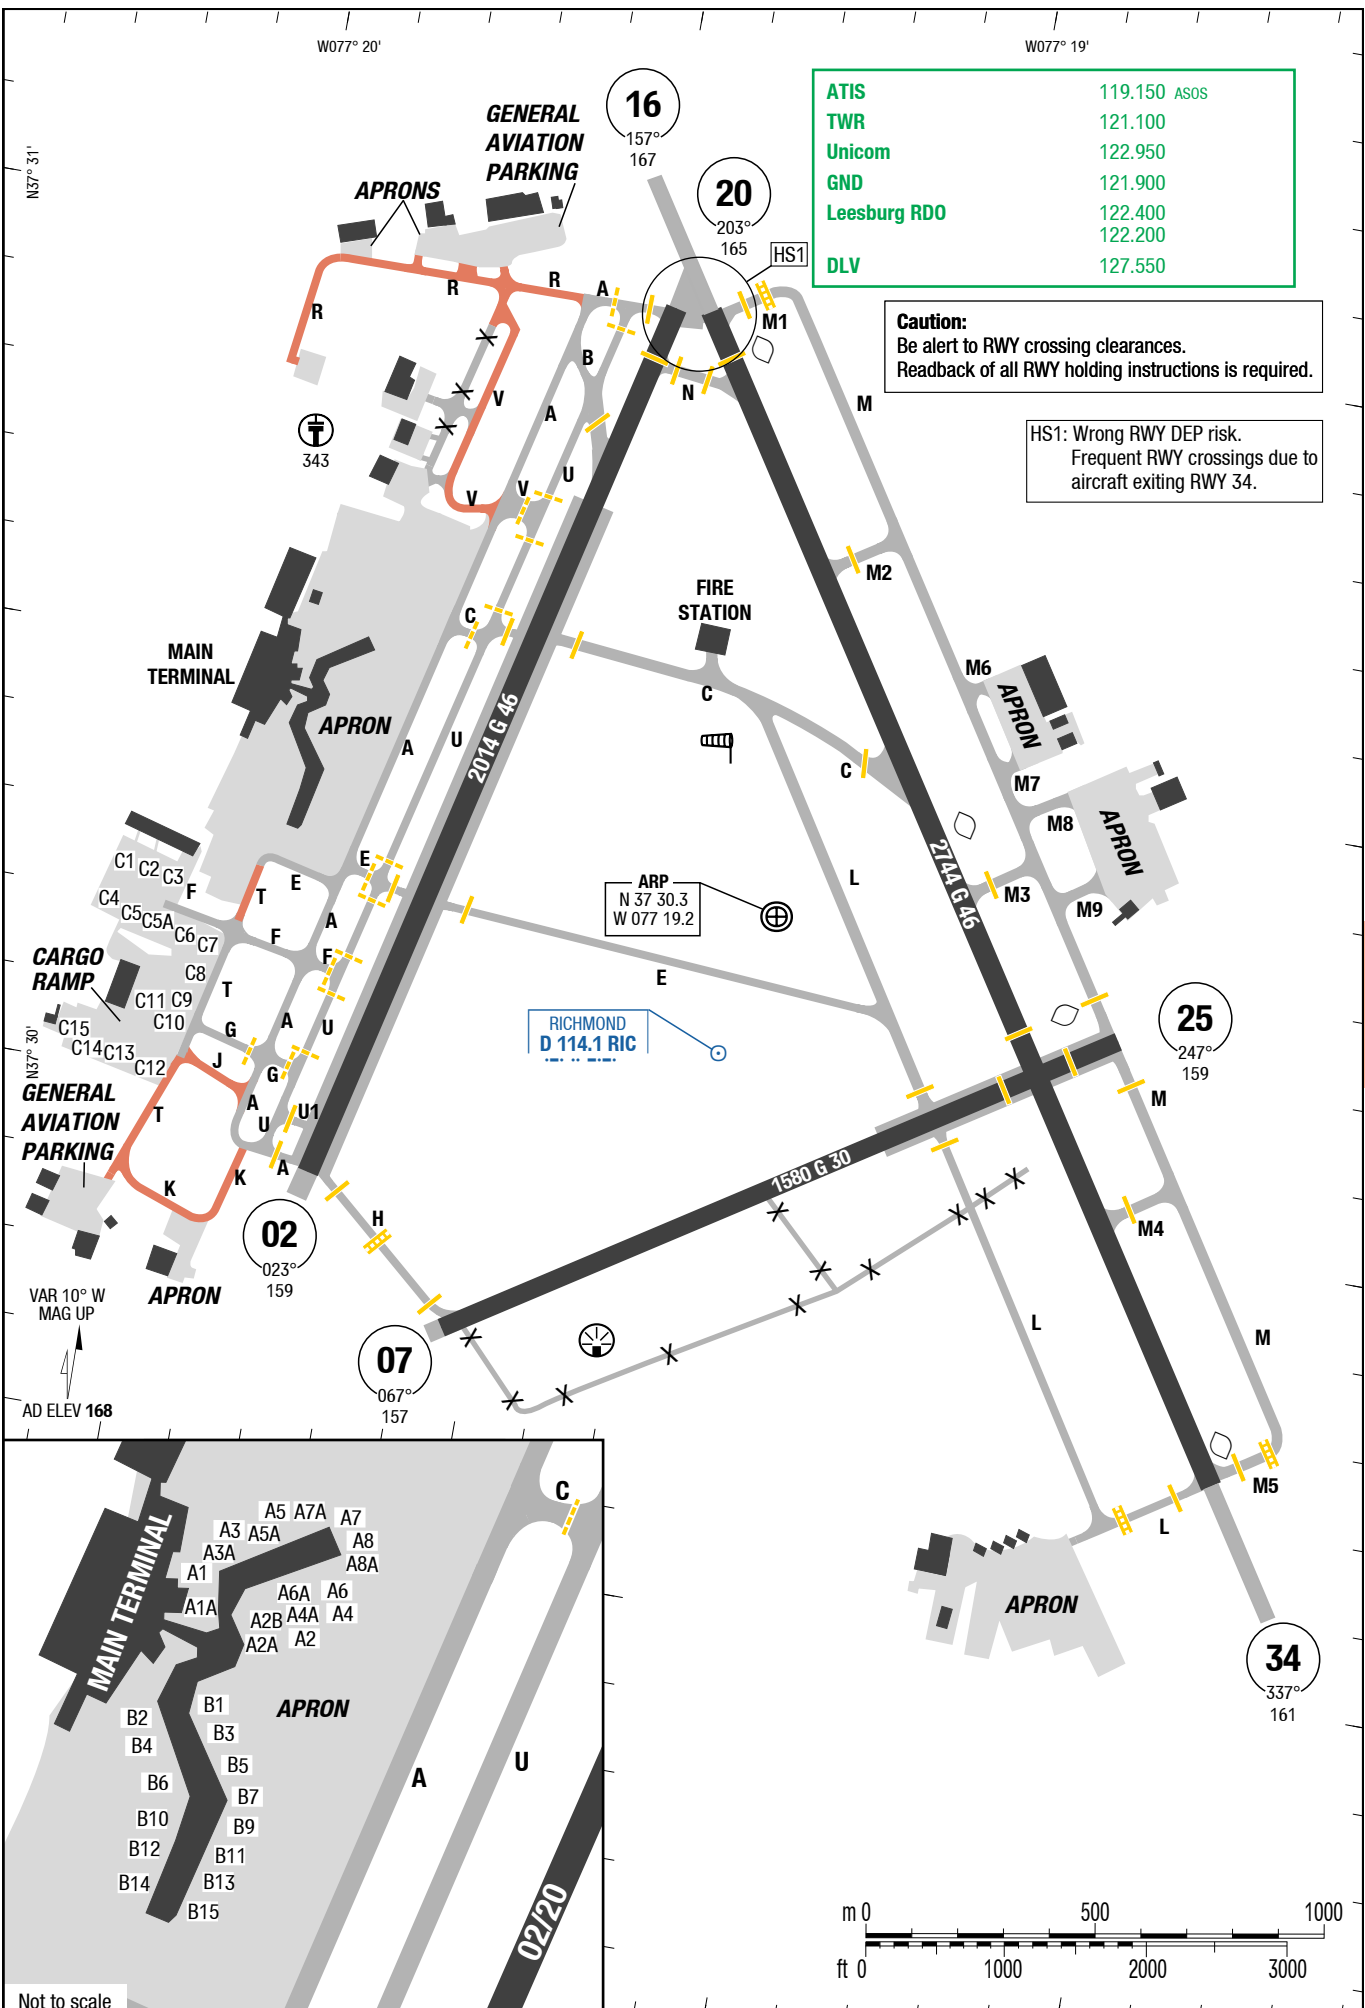 W077° 20'
W077° 19'
N37° 31'
N37° 30'
16
157°
167
20
203°
165
HS1
GENERAL
AVIATION
PARKING
APRONS
ATIS 119.150 ASOS
TWR 121.100
Unicom 122.950
GND 121.900
Leesburg RDO 122.400
122.200
DLV 127.550
Caution:
Be alert to RWY crossing clearances.
Readback of all RWY holding instructions is required.
HS1: Wrong RWY DEP risk.
Frequent RWY crossings due to
aircraft exiting RWY 34.
R
R
R
A
M1
B
N
M
V
A
343
U
V
V
M2
FIRE
STATION
C
MAIN
TERMINAL
M6
APRON
C
APRON
A
U
2014 G 46
C
M7
M8
APRON
E
C1
C2
C3
F
T
E
L
2744 G 46
M3
M9
C4
C5
C5A
C6
C7
A
ARP
N 37 30.3
W 077 19.2
F
F
CARGO
RAMP
C8
E
T
C11
C9
C10
G
A
U
RICHMOND
D 114.1 RIC
25
247°
159
C15
C14
C13
C12
J
G
GENERAL
AVIATION
PARKING
T
A
U
U1
M
K
K
A
1580 G 30
H
M4
02
023°
159
VAR 10° W
MAG UP
APRON
L
M
07
067°
157
AD ELEV 168
M5
L
APRON
34
337°
161
C
MAIN TERMINAL
A5
A7A
A7
A3
A5A
A8
A3A
A8A
A1
A6A
A6
A1A
A2B
A4A
A4
A2A
A2
B1
APRON
B2
B3
B4
B5
B6
B7
B10
B9
B12
B11
B14
B13
B15
A
U
02/20
Not to scale
m 0 500 1000
ft 0 1000 2000 3000